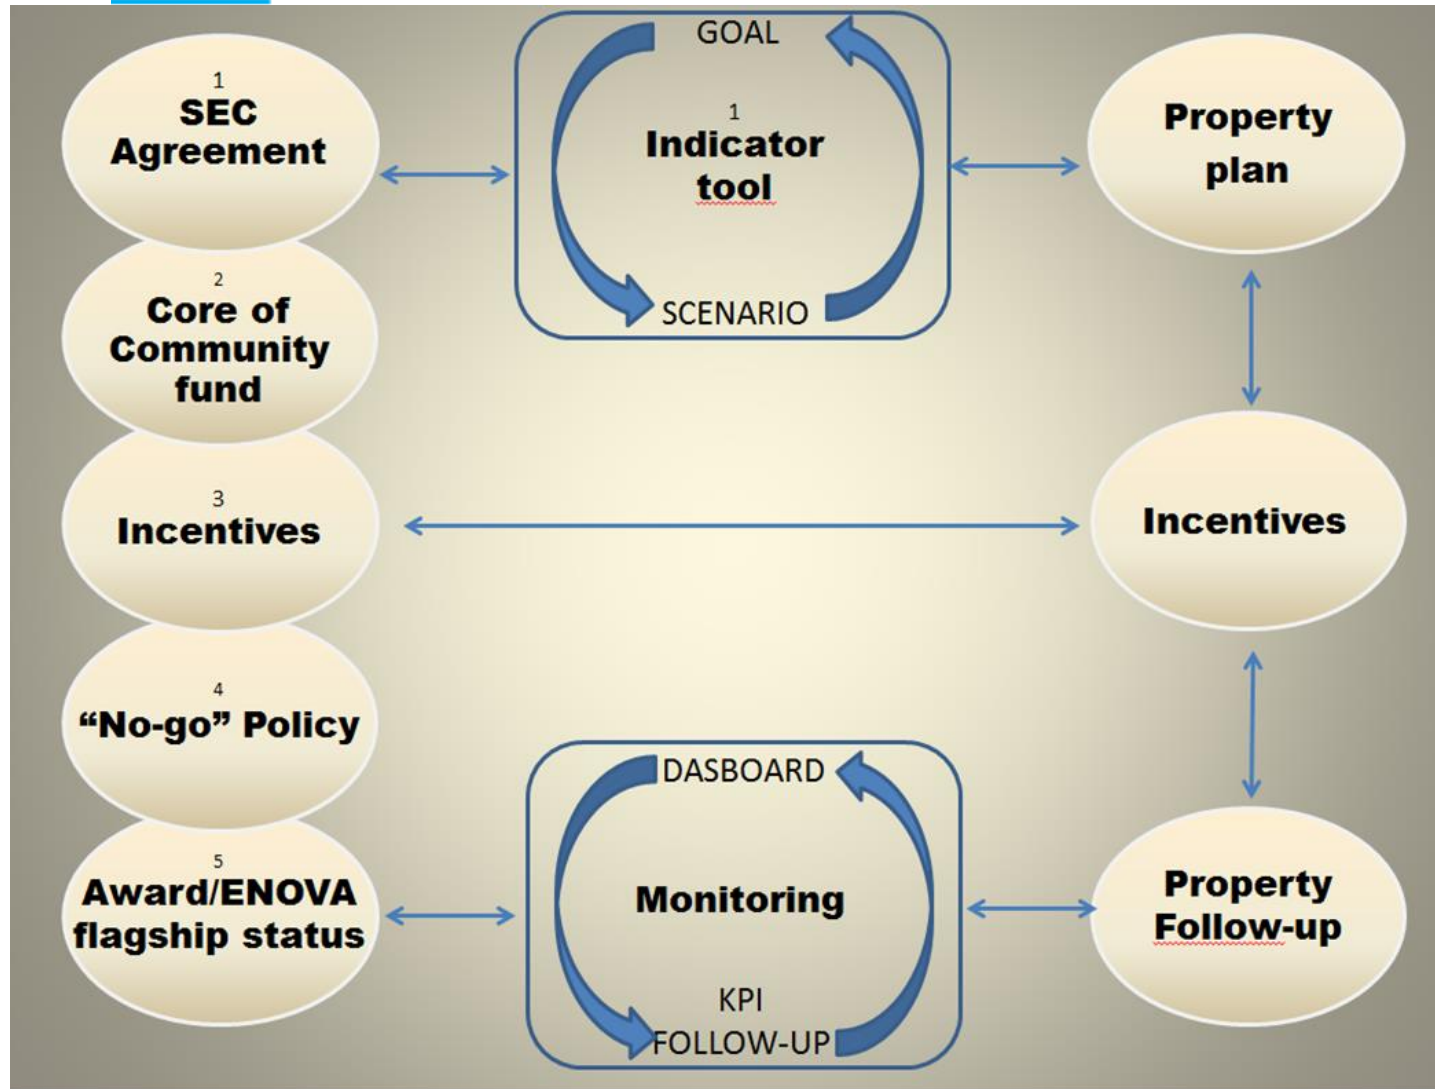 1
SEC
Agreement
2
Core of
Community
fund
3
Incentives
4
“No-go” Policy
5
Award/ENOVA
flagship status
GOAL
1
Indicator
tool
SCENARIO
DASBOARD
Monitoring
KPI
FOLLOW-UP
Property
plan
Incentives
Property
Follow-up